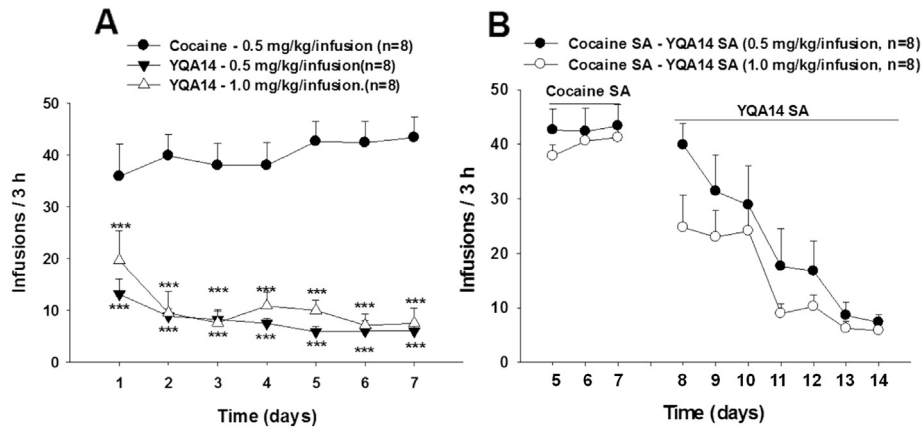 A
Cocaine - 0.5 mg/kg/infusion (n=8)
YQA14 - 0.5 mg/kg/infusion(n=8)
YQA14 - 1.0 mg/kg/infusion.(n=8)
50
40
30
20
10
0
Infusions / 3 h
*** *** *** *** *** *** ***
*** *** *** *** *** *** ***
1 2 3 4 5 6 7
Time (days)
B
Cocaine SA - YQA14 SA (0.5 mg/kg/infusion, n=8)
Cocaine SA - YQA14 SA (1.0 mg/kg/infusion, n=8)
Cocaine SA
YQA14 SA
50
40
30
20
10
0
Infusions / 3 h
5 6 7 8 9 10 11 12 13 14
Time (days)